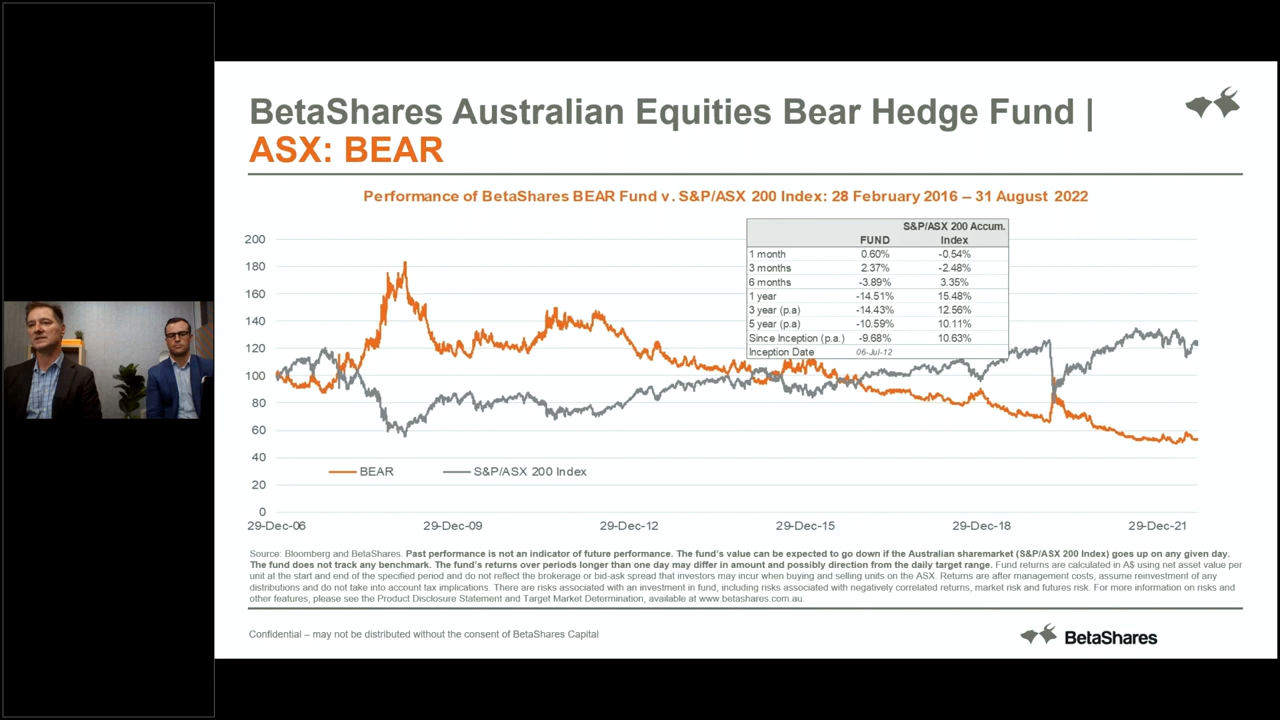 BetaShares Australian Equities Bear Hedge Fund |
ASX: BEAR
Performance of BetaShares BEAR Fund v. S&P/ASX 200 Index: 28 February 2016 – 31 August 2022
S&P/ASX 200 Accum.
FUND Index
1 month 0.60% -0.54%
3 months 2.37% -2.48%
6 months -3.89% 3.35%
1 year -14.51% 15.48%
3 year (p.a) -14.43% 12.56%
5 year (p.a) -10.59% 10.11%
Since Inception (p.a.) -9.68% 10.63%
Inception Date 06-Jul-12
200
180
160
140
120
100
80
60
40
20
0
BEAR S&P/ASX 200 Index
29-Dec-06 29-Dec-09 29-Dec-12 29-Dec-15 29-Dec-18 29-Dec-21
Source: Bloomberg and BetaShares. Past performance is not an indicator of future performance. The fund's value can be expected to go down if the Australian sharemarket (S&P/ASX 200 Index) goes up on any given day.
The fund does not track any benchmark. The fund's returns over periods longer than one day may differ in amount and possibly direction from the daily target range. Fund returns are calculated in A$ using net asset value per
unit at the start and end of the specified period and do not reflect the brokerage or bid-ask spread that investors may incur when buying and selling units on the ASX. Returns are after management costs, assume reinvestment of any
distributions and do not take into account tax implications. There are risks associated with an investment in fund, including risks associated with negatively correlated returns, market risk and futures risk. For more information on risks and
other features, please see the Product Disclosure Statement and Target Market Determination, available at www.betashares.com.au.
Confidential – may not be distributed without the consent of BetaShares Capital
BetaShares